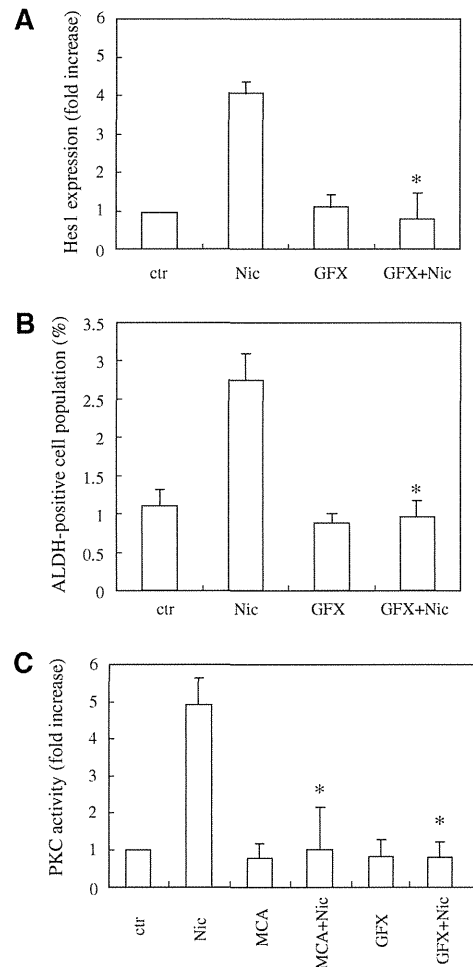 A
Hes1 expression (fold increase)
6
5
4
3
2
1
0
*
ctr Nic GFX GFX+Nic
B
ALDH-positive cell population (%)
3.5
3
2.5
2
1.5
1
0.5
0
*
ctr Nic GFX GFX+Nic
C
PKC activity (fold increase)
6
5
4
3
2
1
0
*
*
ctr
Nic
MCA
MCA+Nic
GFX
GFX+Nic